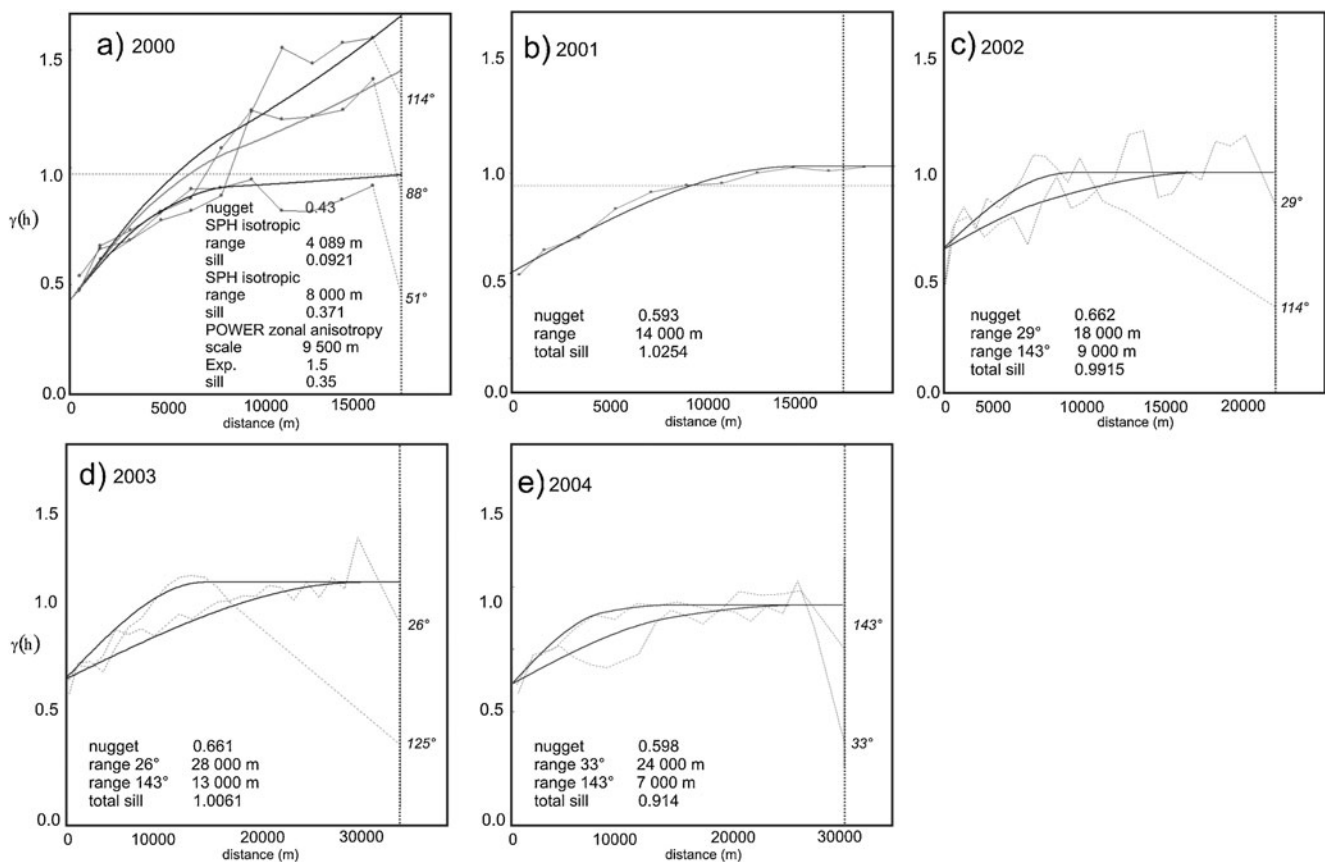 a) 2000
1.5
1.0
0.5
0.0
γ(h)
114°
88°
51°
nugget 0.43
SPH isotropic
range 4 089 m
sill 0.0921
SPH isotropic
range 8 000 m
sill 0.371
POWER zonal anisotropy
scale 9 500 m
Exp. 1.5
sill 0.35
0 5000 10000 15000
distance (m)
b) 2001
1.5
1.0
0.5
0.0
nugget 0.593
range 14 000 m
total sill 1.0254
0 5000 10000 15000
distance (m)
c) 2002
1.5
1.0
0.5
0.0
29°
114°
nugget 0.662
range 29° 18 000 m
range 143° 9 000 m
total sill 0.9915
0 5000 10000 15000 20000
distance (m)
d) 2003
1.5
1.0
0.5
0.0
γ(h)
26°
125°
nugget 0.661
range 26° 28 000 m
range 143° 13 000 m
total sill 1.0061
0 10000 20000 30000
distance (m)
e) 2004
1.5
1.0
0.5
0.0
143°
33°
nugget 0.598
range 33° 24 000 m
range 143° 7 000 m
total sill 0.914
0 10000 20000 30000
distance (m)